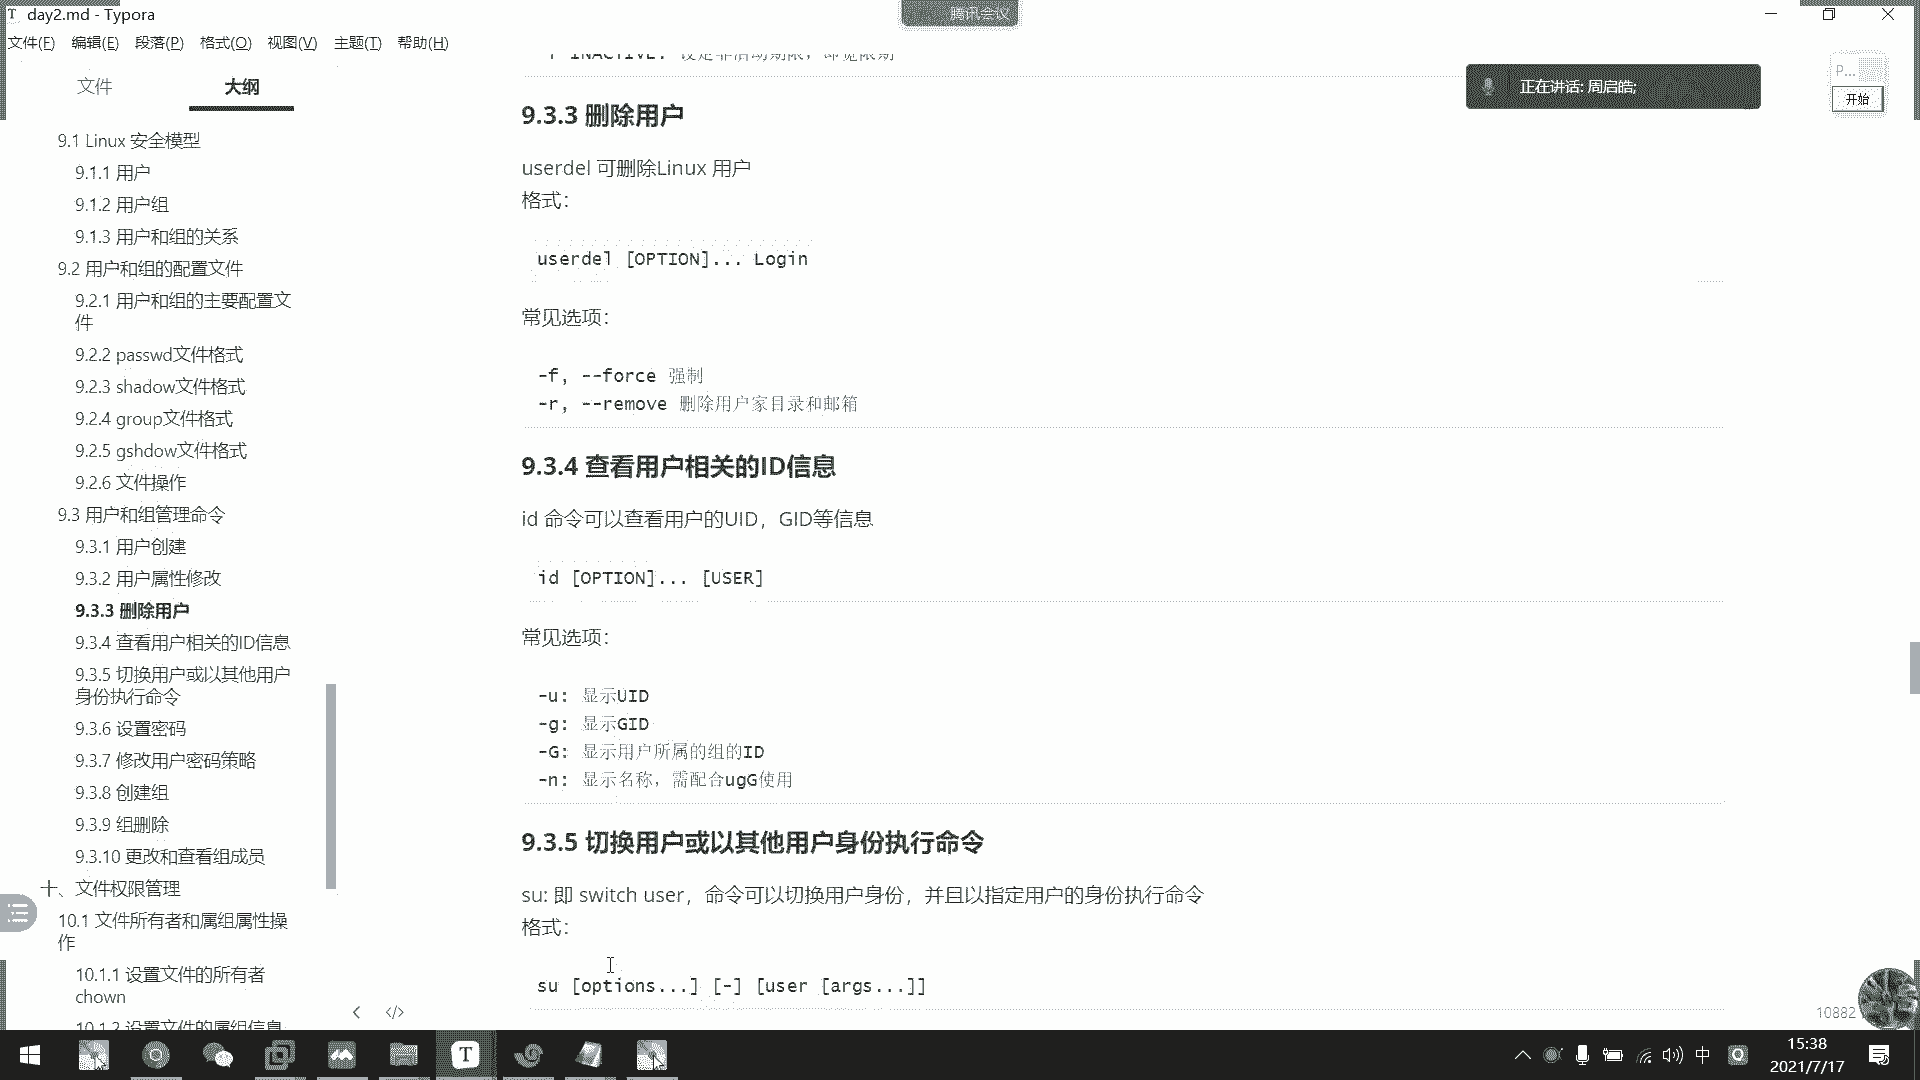 day2.md - Typora
腾讯会议
文件(F) 编辑(E) 段落(P) 格式(O) 视图(V) 主题(T) 帮助(H)
文件 大纲
正在讲话: 周启皓;
P...
开始
9.1 Linux 安全模型
9.1.1 用户
9.1.2 用户组
9.1.3 用户和组的关系
9.2 用户和组的配置文件
9.2.1 用户和组的主要配置文
件
9.2.2 passwd文件格式
9.2.3 shadow文件格式
9.2.4 group文件格式
9.2.5 gshdow文件格式
9.2.6 文件操作
9.3 用户和组管理命令
9.3.1 用户创建
9.3.2 用户属性修改
9.3.3 删除用户
9.3.4 查看用户相关的ID信息
9.3.5 切换用户或以其他用户
身份执行命令
9.3.6 设置密码
9.3.7 修改用户密码策略
9.3.8 创建组
9.3.9 组删除
9.3.10 更改和查看组成员
十、文件权限管理
10.1 文件所有者和属组属性操
作
10.1.1 设置文件的所有者
chown
10.1.2 设置文件的属组信息
9.3.3 删除用户
userdel 可删除Linux 用户
格式：
userdel [OPTION]... Login
常见选项：
-f, --force 强制
-r, --remove 删除用户家目录和邮箱
9.3.4 查看用户相关的ID信息
id 命令可以查看用户的UID，GID等信息
id [OPTION]... [USER]
常见选项：
-u: 显示UID
-g: 显示GID
-G: 显示用户所属的组的ID
-n: 显示名称，需配合ugG使用
9.3.5 切换用户或以其他用户身份执行命令
su: 即 switch user，命令可以切换用户身份，并且以指定用户的身份执行命令
格式：
su [options...] [-] [user [args...]]
10882
中
15:38
2021/7/17